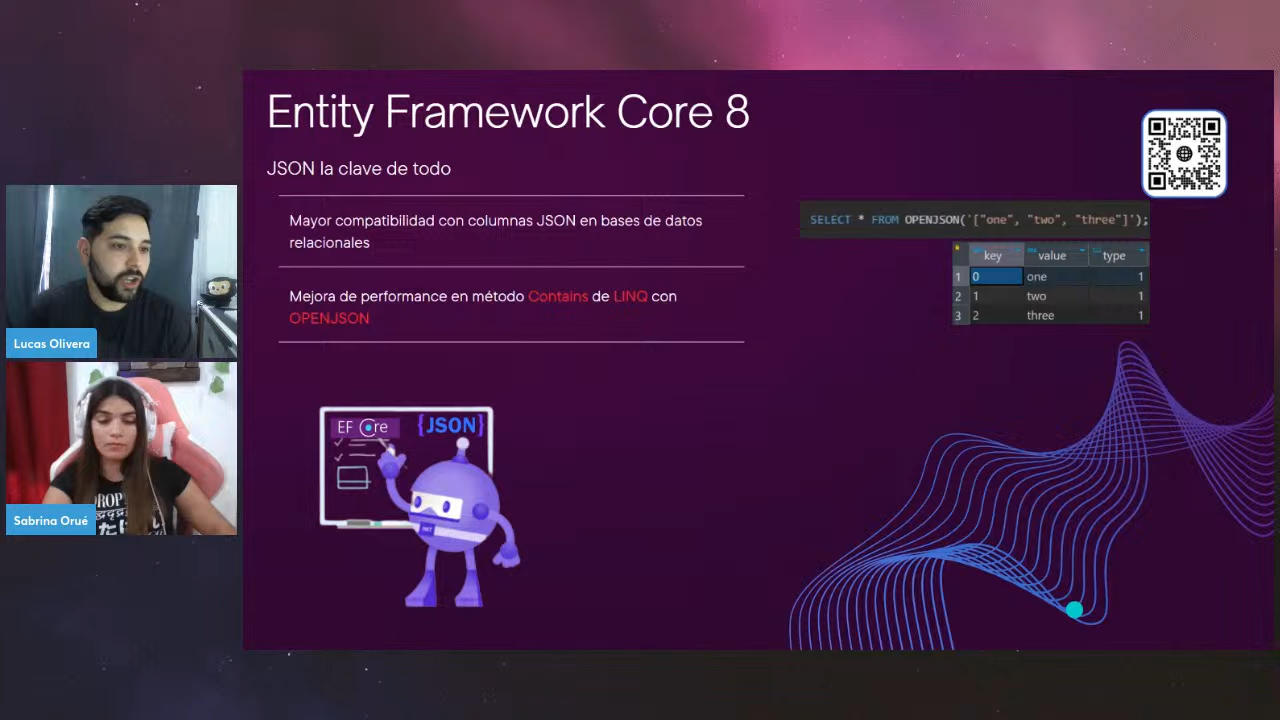 Entity Framework Core 8
JSON la clave de todo
Mayor compatibilidad con columnas JSON en bases de datos
relacionales
Mejora de performance en método Contains de LINQ con
OPENJSON
SELECT * FROM OPENJSON('["one", "two", "three"]');
key value type
1 0 one 1
2 1 two 1
3 2 three 1
EF Core {JSON}
.NET
Lucas Olivera
Sabrina Orué
DROP